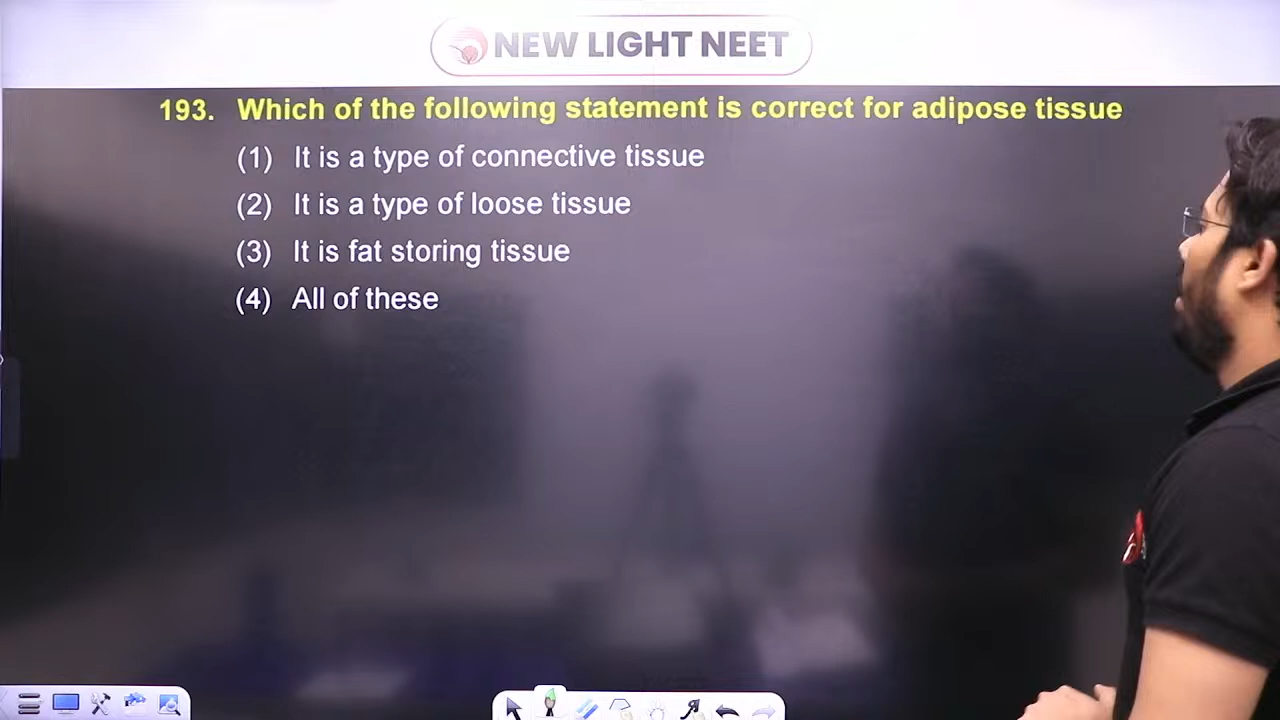 NEW LIGHT NEET
193. Which of the following statement is correct for adipose tissue
(1) It is a type of connective tissue
(2) It is a type of loose tissue
(3) It is fat storing tissue
(4) All of these